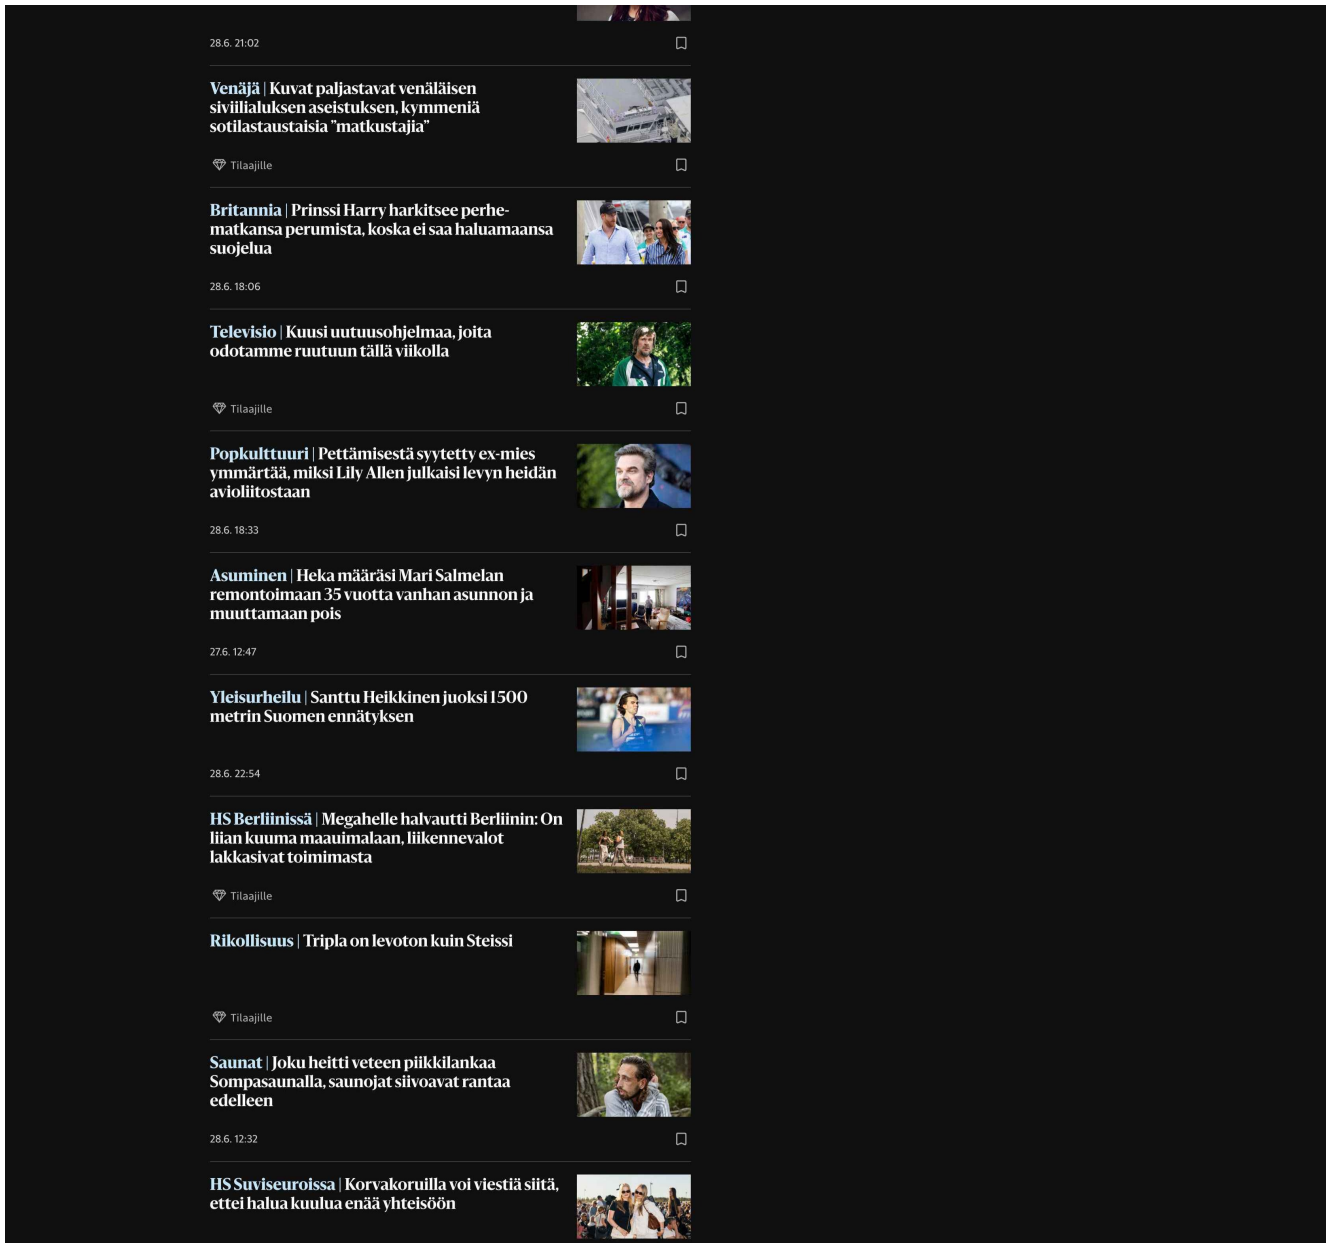 28.6. 21:02
Venäjä | Kuvat paljastavat venäläisen
siviilialuksen aseistuksen, kymmeniä
sotilastaustaisia ”matkustajia”
Tilaajille
Britannia | Prinssi Harry harkitsee perhe-
matkansa perumista, koska ei saa haluamaansa
suojelua
28.6. 18:06
Televisio | Kuusi uutuusohjelmaa, joita
odotamme ruutuun tällä viikolla
Tilaajille
Popkulttuuri | Pettämisestä syytetty ex-mies
ymmärtää, miksi Lily Allen julkaisi levyn heidän
avioliitostaan
28.6. 18:33
Asuminen | Heka määräsi Mari Salmelan
remontoimaan 35 vuotta vanhan asunnon ja
muuttamaan pois
27.6. 12:47
Yleisurheilu | Santtu Heikkinen juoksi 1500
metrin Suomen ennätyksen
28.6. 22:54
HS Berliinissä | Megahelle halvautti Berliinin: On
liian kuuma maauimalaan, liikennevalot
lakkasivat toimimasta
Tilaajille
Rikollisuus | Tripla on levoton kuin Steissi
Tilaajille
Saunat | Joku heitti veteen piikkilankaa
Sompasaunalla, saunojat siivoavat rantaa
edelleen
28.6. 12:32
HS Suviseuroissa | Korvakoruilla voi viestiä siitä,
ettei halua kuulua enää yhteisöön